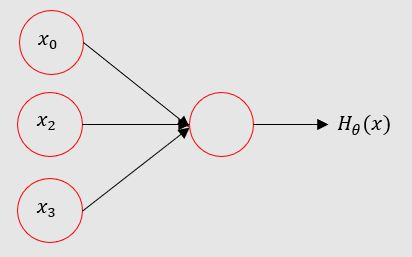 x₀
x₂
H_θ(x)
x₃